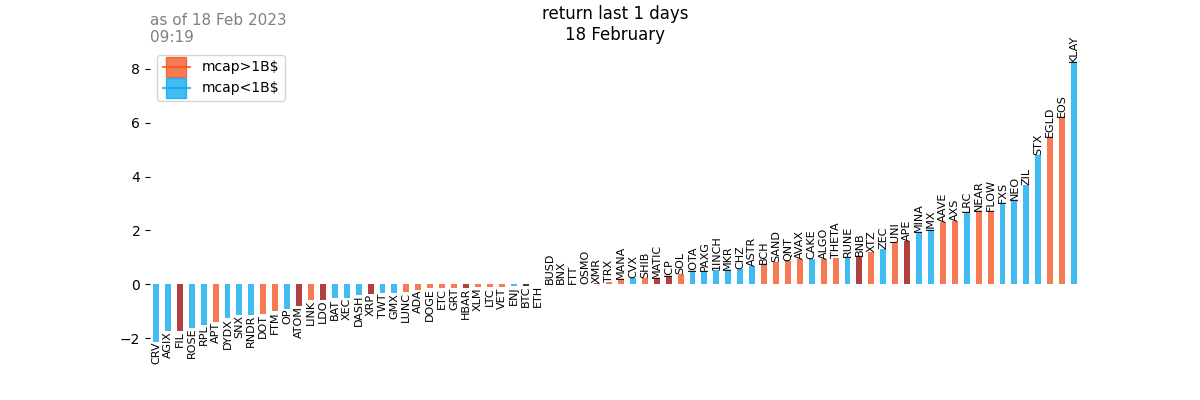 as of 18 Feb 2023
09:19
return last 1 days
18 February
mcap>1B$
mcap<1B$
8
6
4
2
0
−2
CRV
AGIX
FIL
ROSE
RPL
APT
DYDX
SNX
RNDR
DOT
FTM
OP
ATOM
LINK
LDO
BAT
XEC
DASH
XRP
TWT
GMX
LUNC
ADA
DOGE
ETC
GRT
HBAR
XLM
LTC
VET
ENJ
BTC
ETH
BUSD
BNX
FTT
OSMO
XMR
TRX
MANA
CVX
SHIB
MATIC
ICP
SOL
IOTA
PAXG
1INCH
MKR
CHZ
ASTR
BCH
SAND
QNT
AVAX
CAKE
ALGO
THETA
RUNE
BNB
XTZ
ZEC
UNI
APE
MINA
IMX
AAVE
AXS
LRC
NEAR
FLOW
FXS
NEO
ZIL
STX
EGLD
EOS
KLAY